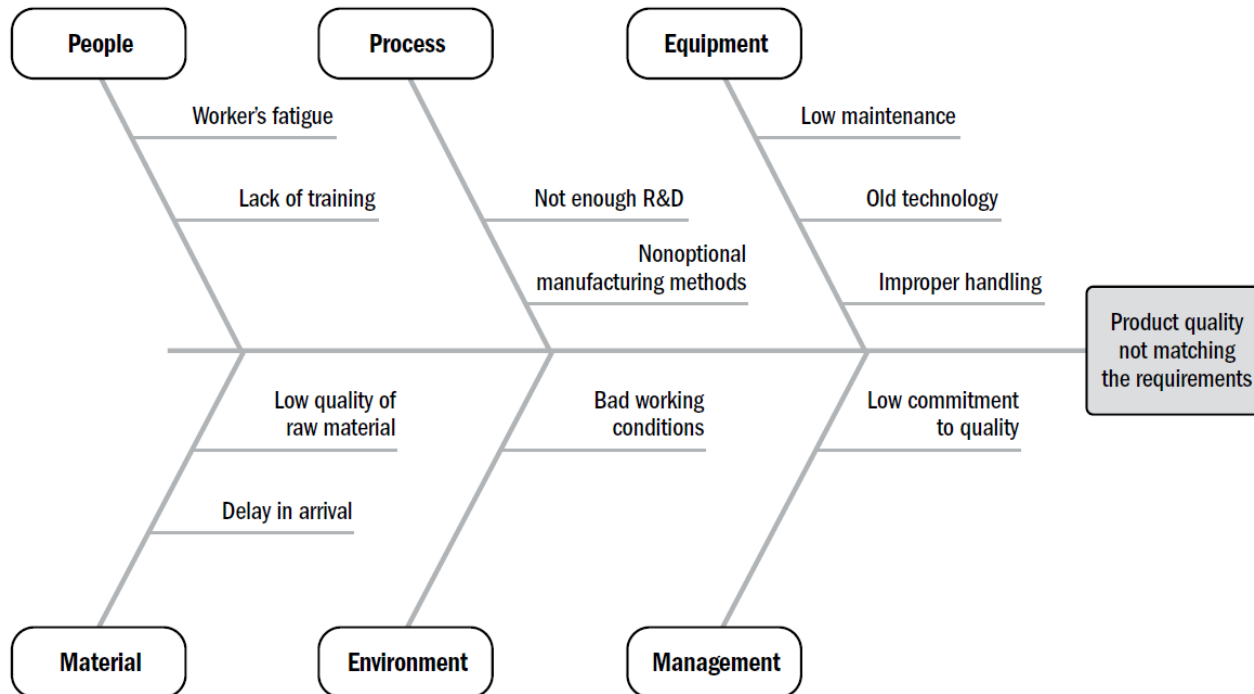 People
Process
Equipment
Worker's fatigue
Low maintenance
Lack of training
Not enough R&D
Old technology
Nonoptional
manufacturing methods
Improper handling
Product quality
not matching
the requirements
Low quality of
raw material
Bad working
conditions
Low commitment
to quality
Delay in arrival
Material
Environment
Management